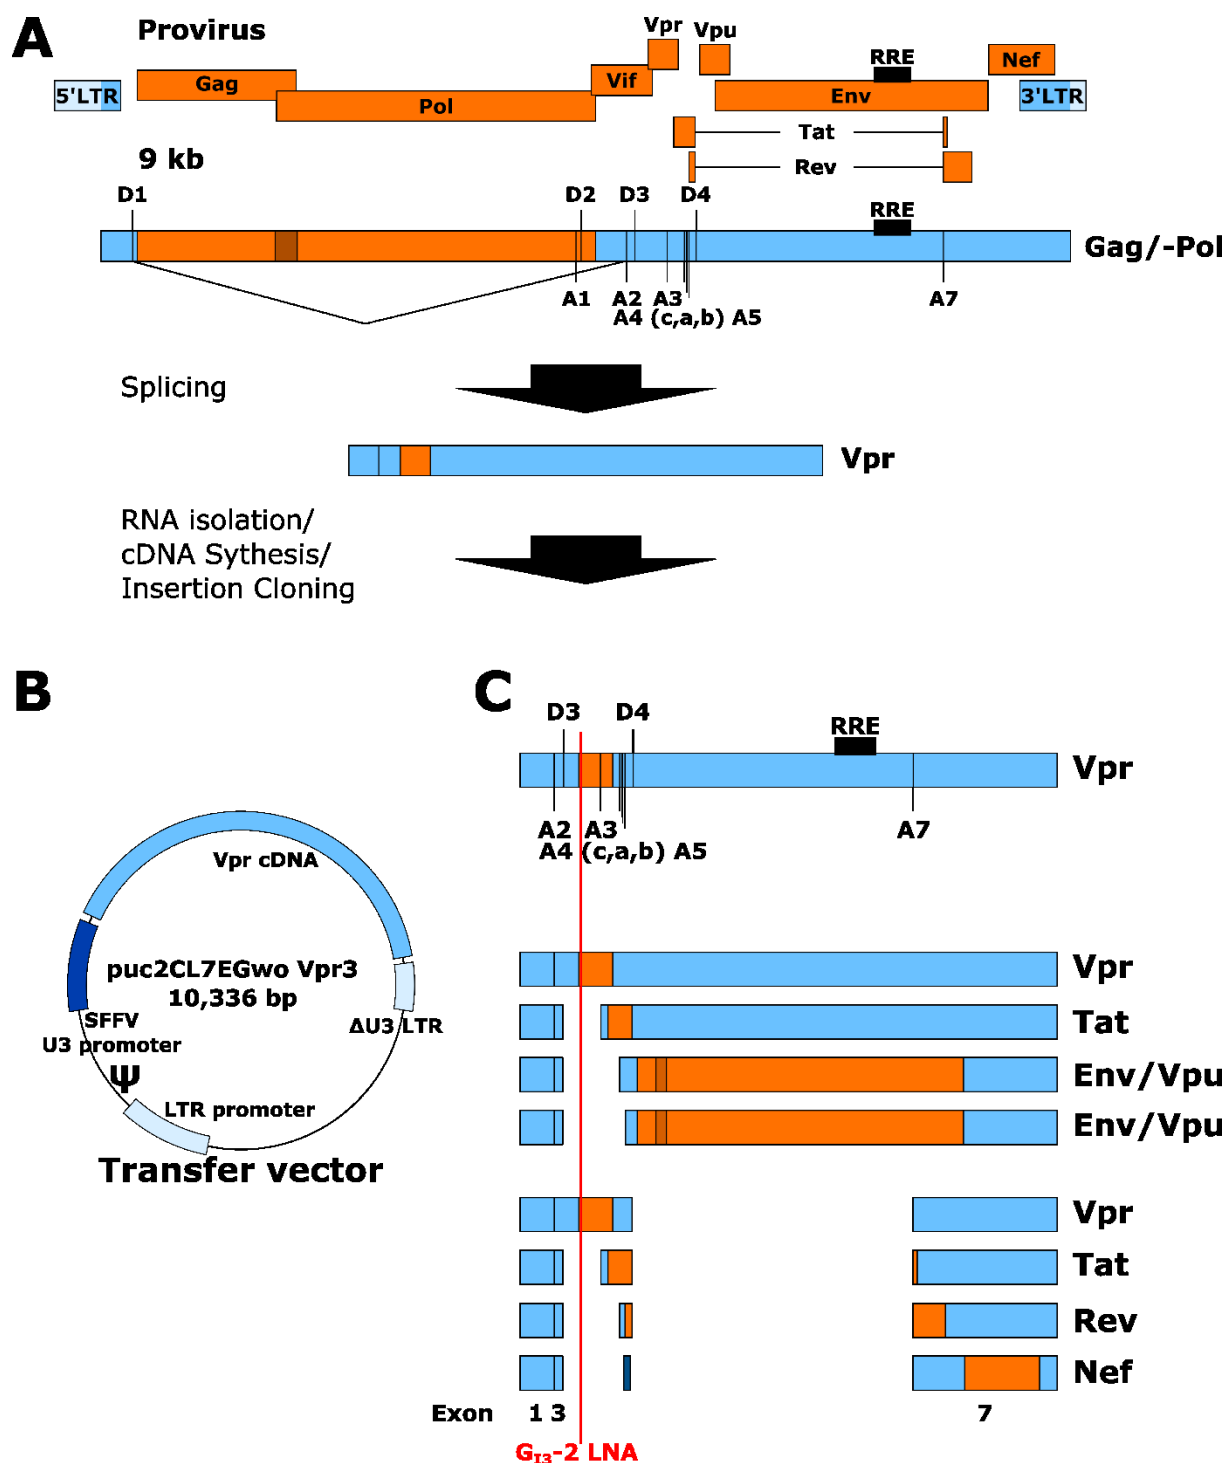 A
Provirus
Vpr
Vpu
RRE
Nef
5'LTR
Gag
Vif
Env
3'LTR
Pol
Tat
Rev
9 kb
D1
D2
D3
D4
RRE
Gag/-Pol
A1
A2
A3
A7
A4 (c,a,b) A5
Splicing
Vpr
RNA isolation/
cDNA Sythesis/
Insertion Cloning
B
Vpr cDNA
puc2CL7EGwo Vpr3
10,336 bp
SFFV
U3 promoter
ΔU3 LTR
Ψ
LTR promoter
Transfer vector
C
D3
D4
RRE
Vpr
A2
A3
A7
A4 (c,a,b) A5
Vpr
Tat
Env/Vpu
Env/Vpu
Vpr
Tat
Rev
Nef
Exon 1 3 7
GI3-2 LNA